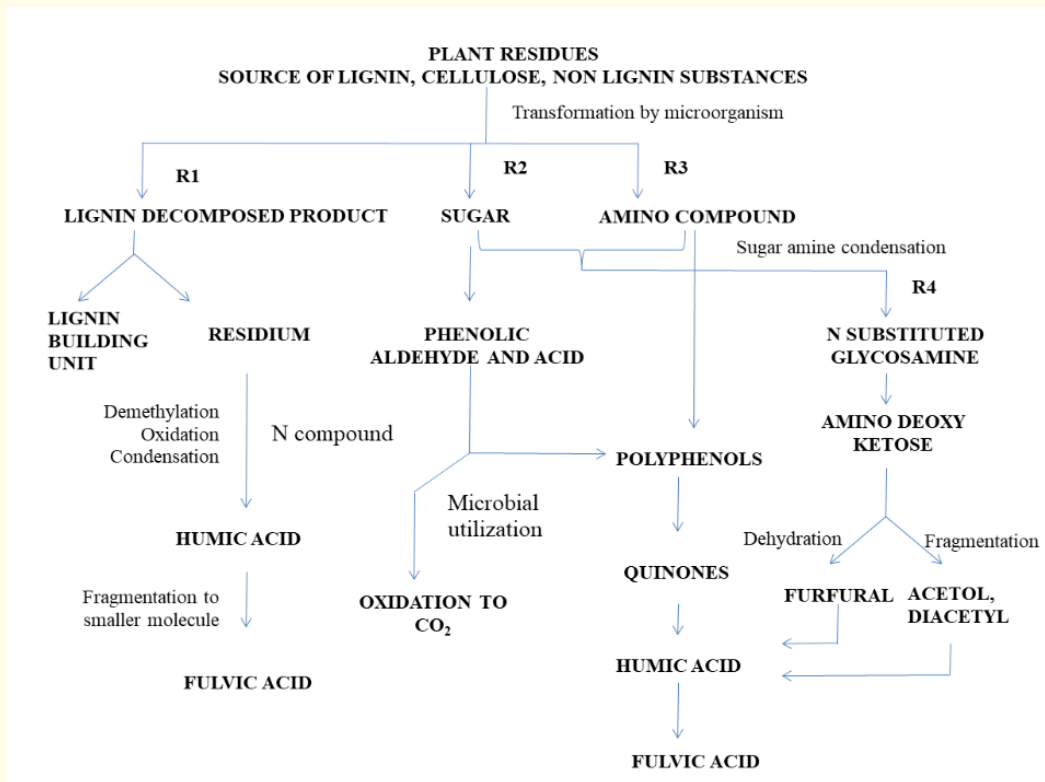 PLANT RESIDUES
SOURCE OF LIGNIN, CELLULOSE, NON LIGNIN SUBSTANCES
Transformation by microorganism
R1
R2
R3
LIGNIN DECOMPOSED PRODUCT
SUGAR
AMINO COMPOUND
Sugar amine condensation
R4
LIGNIN
BUILDING
UNIT
RESIDIUM
PHENOLIC
ALDEHYDE AND ACID
N SUBSTITUTED
GLYCOSAMINE
Demethylation
Oxidation
Condensation
N compound
AMINO DEOXY
KETOSE
POLYPHENOLS
Microbial
utilization
HUMIC ACID
Dehydration
Fragmentation
QUINONES
Fragmentation to
smaller molecule
OXIDATION TO
CO₂
FURFURAL
ACETOL,
DIACETYL
HUMIC ACID
FULVIC ACID
FULVIC ACID